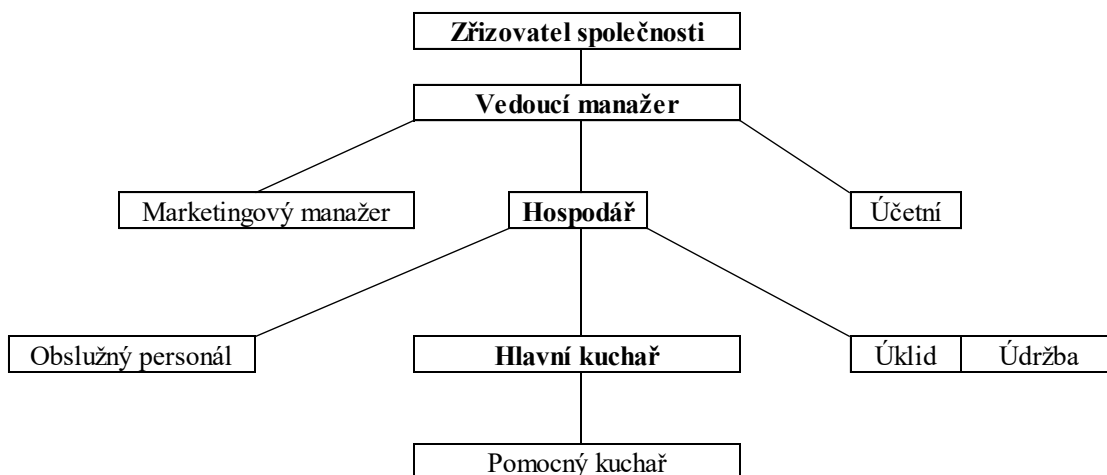 Zřizovatel společnosti
Vedoucí manažer
Marketingový manažer
Hospodář
Účetní
Obslužný personál
Hlavní kuchař
Úklid
Údržba
Pomocný kuchař